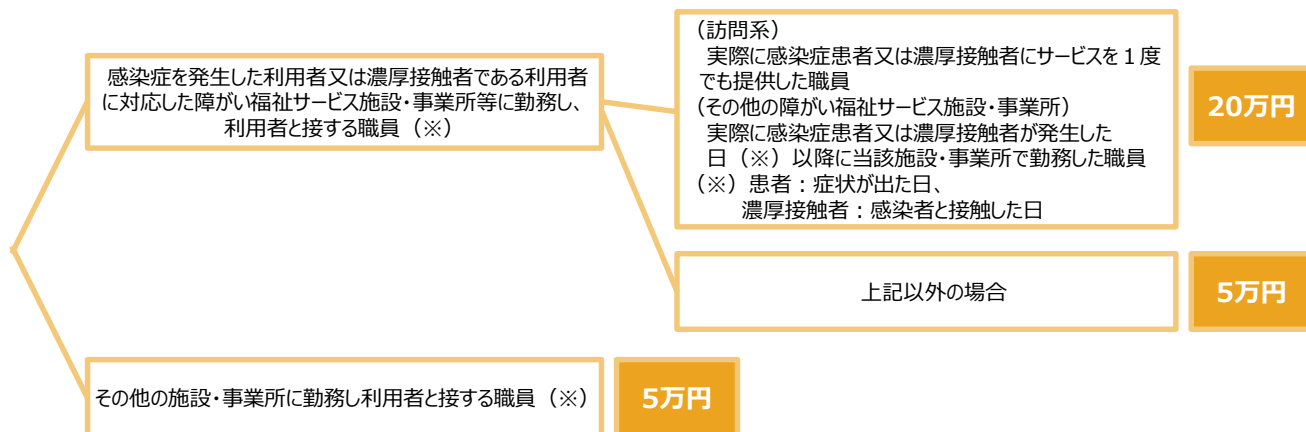 感染症を発生した利用者又は濃厚接触者である利用者
に対応した障がい福祉サービス施設・事業所等に勤務し、
利用者と接する職員（※）
（訪問系）
実際に感染症患者又は濃厚接触者にサービスを１度
でも提供した職員
（その他の障がい福祉サービス施設・事業所）
実際に感染症患者又は濃厚接触者が発生した
日（※）以降に当該施設・事業所で勤務した職員
（※）患者：症状が出た日、
濃厚接触者：感染者と接触した日
20万円
上記以外の場合
5万円
その他の施設・事業所に勤務し利用者と接する職員（※）
5万円